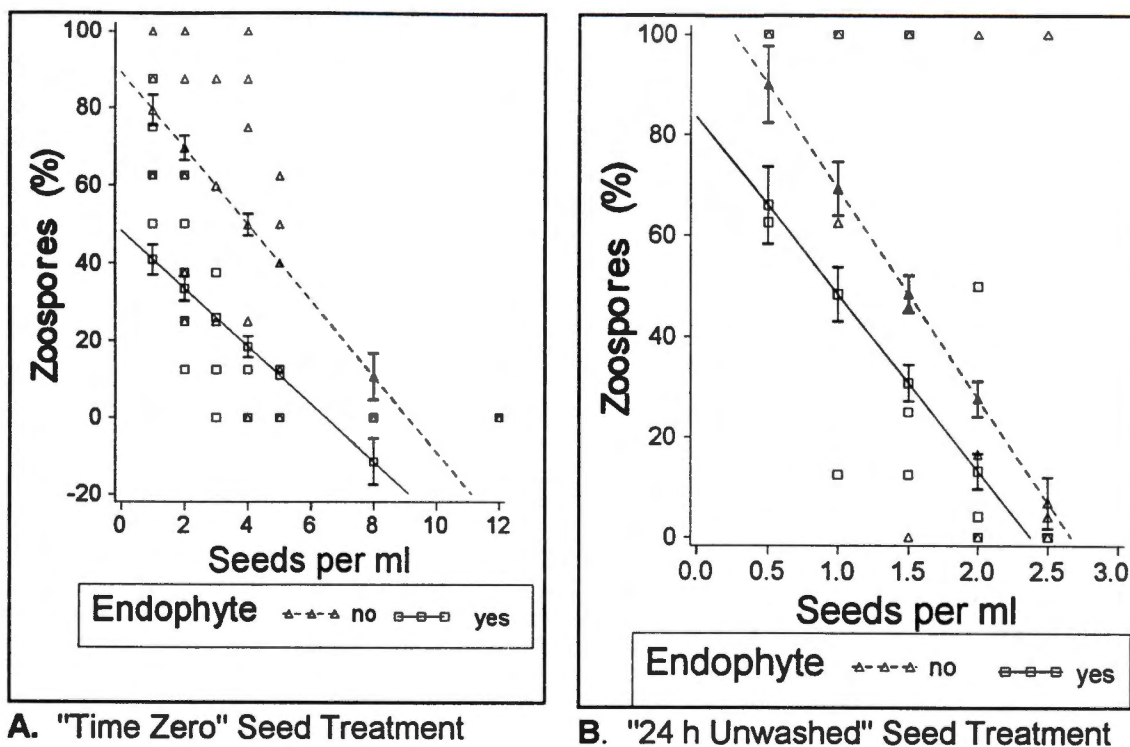 100
80
60
40
20
0
-20
Zoospores (%)
0 2 4 6 8 10 12
Seeds per ml
Endophyte no yes
A. "Time Zero" Seed Treatment
100
80
60
40
20
0
Zoospores (%)
0.0 0.5 1.0 1.5 2.0 2.5 3.0
Seeds per ml
Endophyte no yes
B. "24 h Unwashed" Seed Treatment